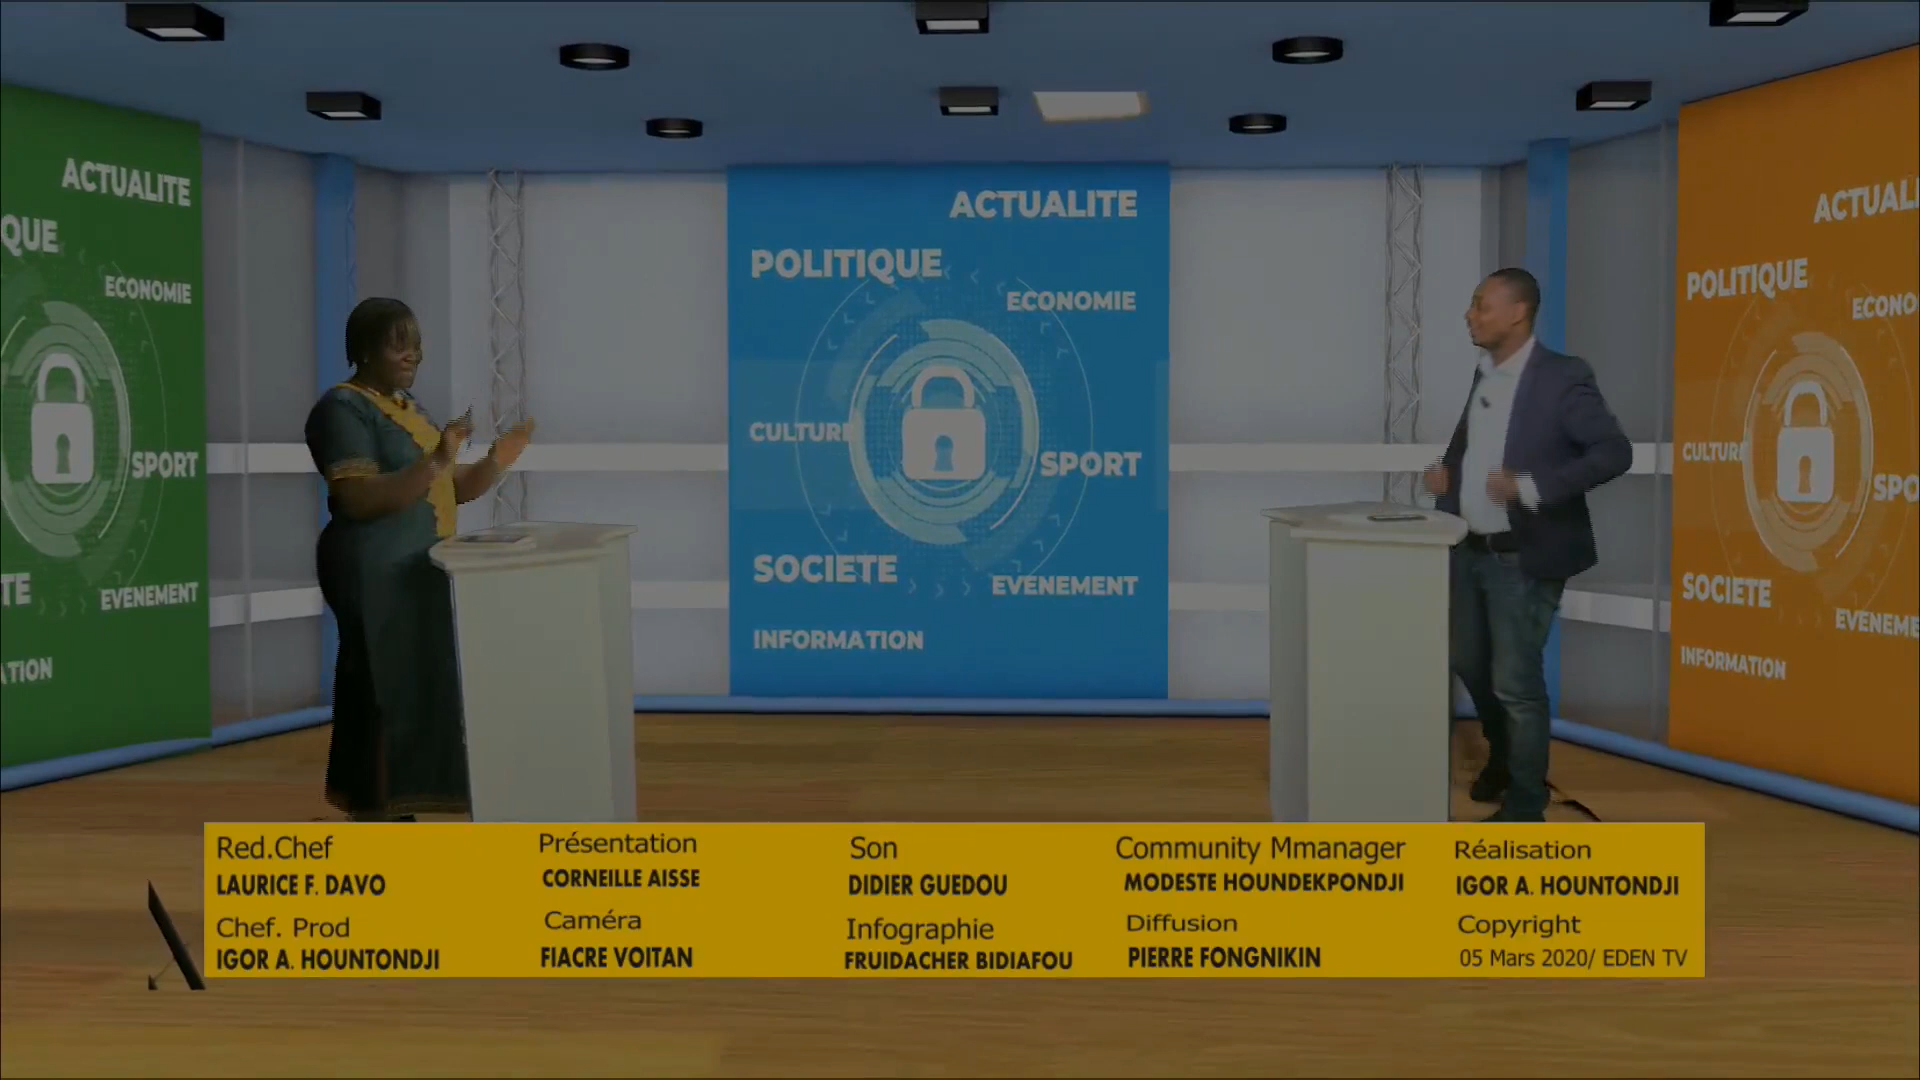 ACTUALITE
QUE
ECONOMIE
SPORT
TE
EVENEMENT
ATION
ACTUALITE
POLITIQUE
ECONOMIE
CULTURE
SPORT
SOCIETE
EVENEMENT
INFORMATION
ACTUALI
POLITIQUE
ECONO
CULTURE
SPO
SOCIETE
EVENEME
INFORMATION
Red.Chef
LAURICE F. DAVO
Chef. Prod
IGOR A. HOUNTONDJI
Présentation
CORNEILLE AISSE
Caméra
FIACRE VOITAN
Son
DIDIER GUEDOU
Infographie
FRUIDACHER BIDIAFOU
Community Mmanager
MODESTE HOUNDEKPONDJI
Diffusion
PIERRE FONGNIKIN
Réalisation
IGOR A. HOUNTONDJI
Copyright
05 Mars 2020/ EDEN TV